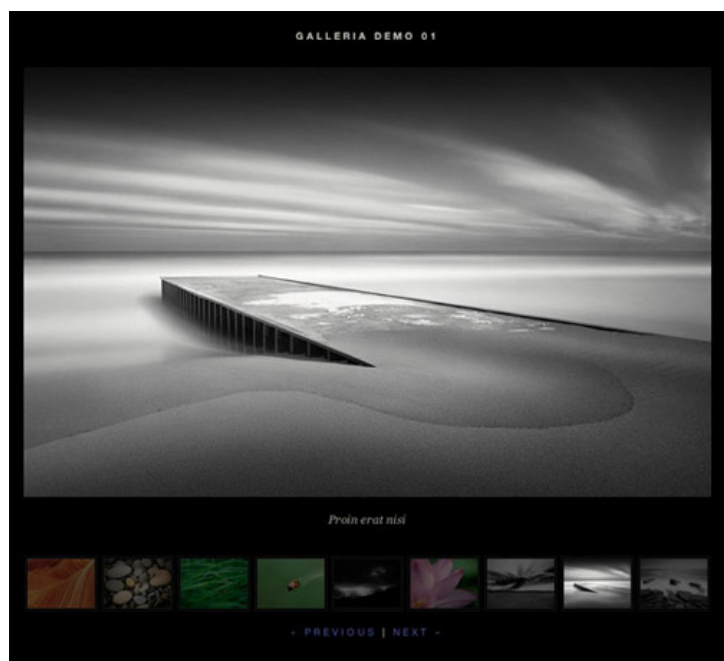 GALLERIA DEMO 01
Proin erat nisi
« PREVIOUS | NEXT »